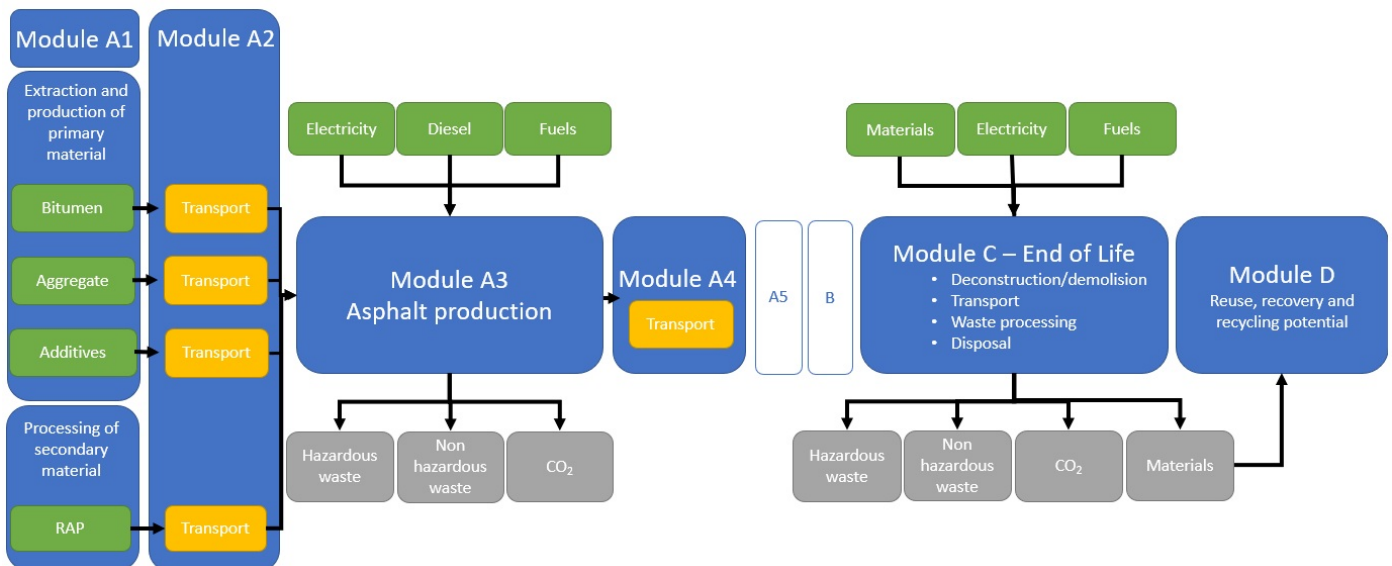 Module A1
Extraction and
production of
primary
material
Bitumen
Aggregate
Additives
Processing of
secondary
material
RAP
Module A2
Transport
Transport
Transport
Transport
Electricity
Diesel
Fuels
Module A3
Asphalt production
Hazardous
waste
Non
hazardous
waste
CO₂
Module A4
Transport
A5
B
Materials
Electricity
Fuels
Module C – End of Life
• Deconstruction/demolision
• Transport
• Waste processing
• Disposal
Hazardous
waste
Non
hazardous
waste
CO₂
Materials
Module D
Reuse, recovery and
recycling potential